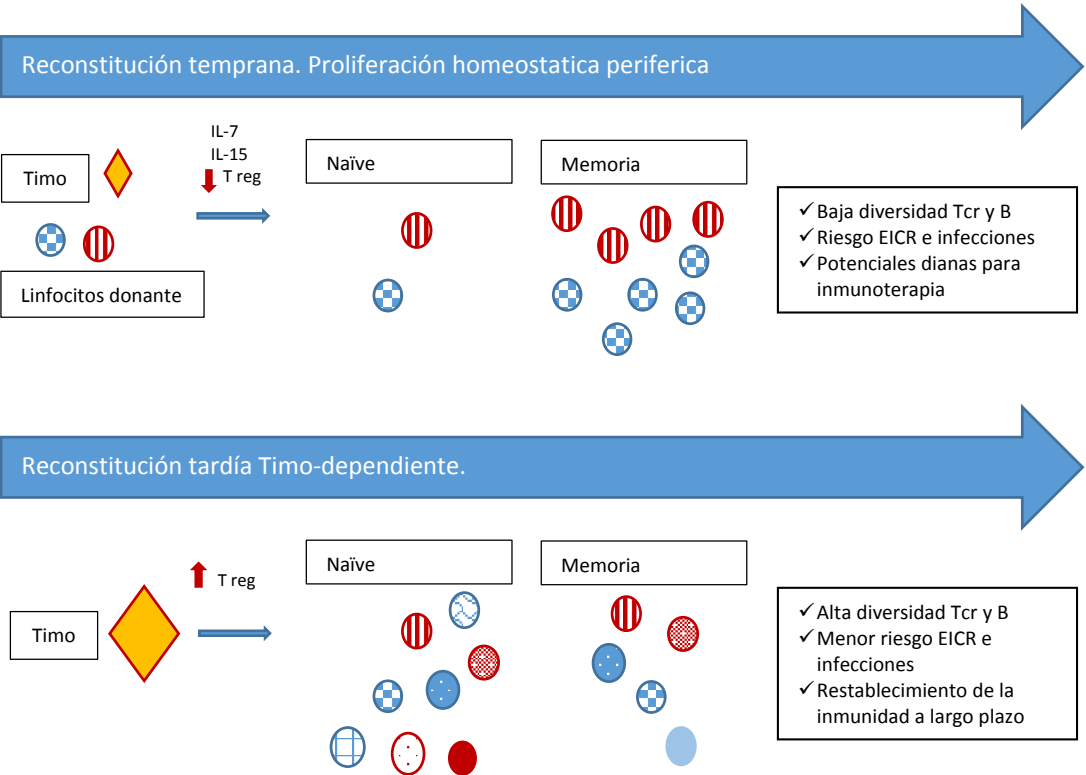 Reconstitución temprana. Proliferación homeostatica periferica
IL-7
IL-15
T reg
Timo
Linfocitos donante
Naïve
Memoria
✓Baja diversidad Tcr y B
✓Riesgo EICR e infecciones
✓Potenciales dianas para
inmunoterapia
Reconstitución tardía Timo-dependiente.
T reg
Timo
Naïve
Memoria
✓Alta diversidad Tcr y B
✓Menor riesgo EICR e
infecciones
✓Restablecimiento de la
inmunidad a largo plazo